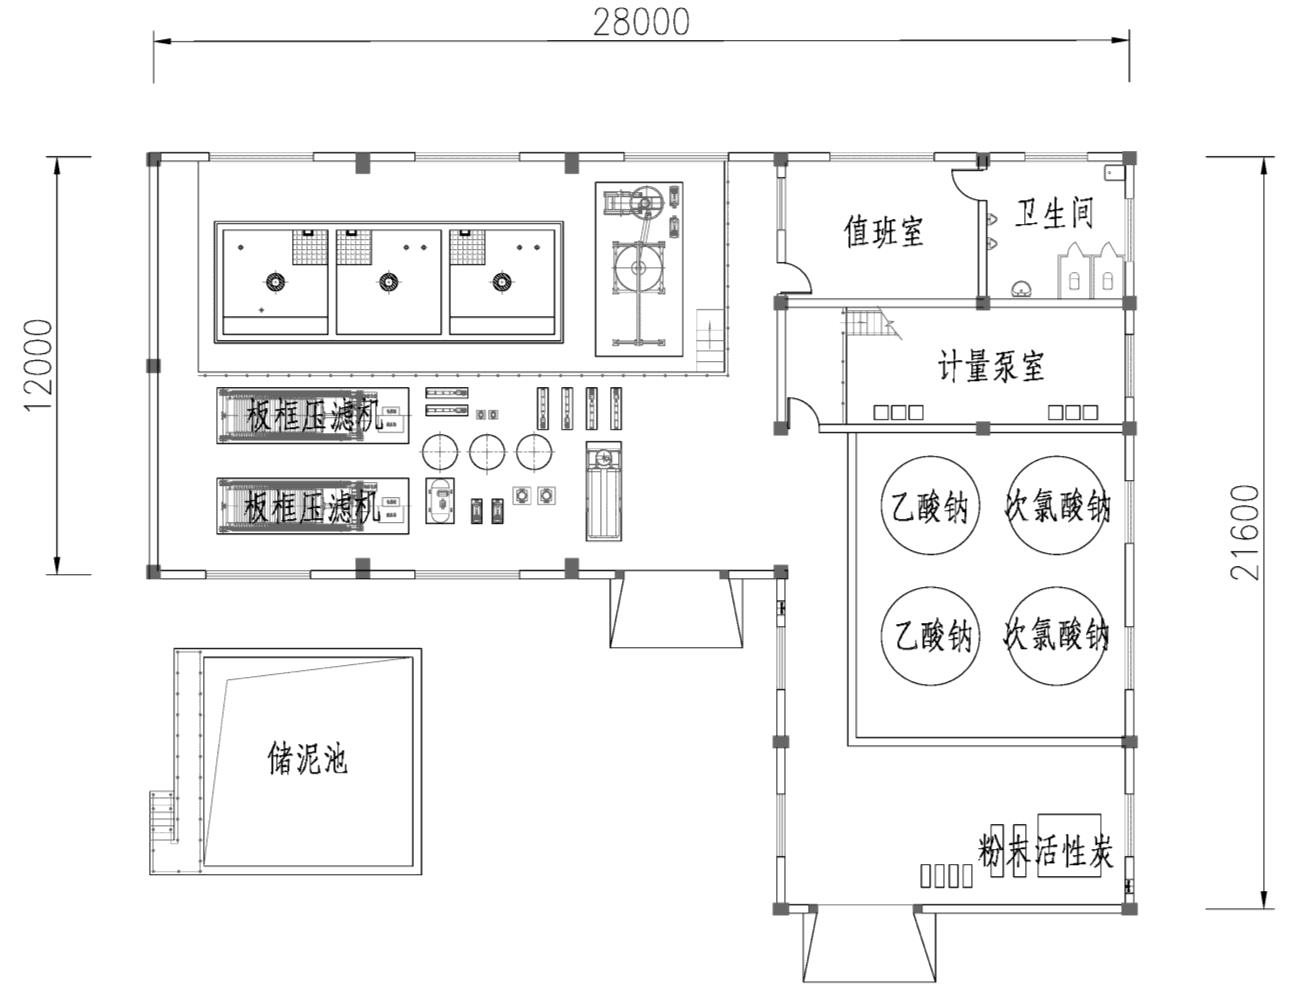 28000
值班室
卫生间
12000
计量泵室
板框压滤机
板框压滤机
乙酸钠
次氯酸钠
21600
乙酸钠
次氯酸钠
储泥池
粉末活性炭